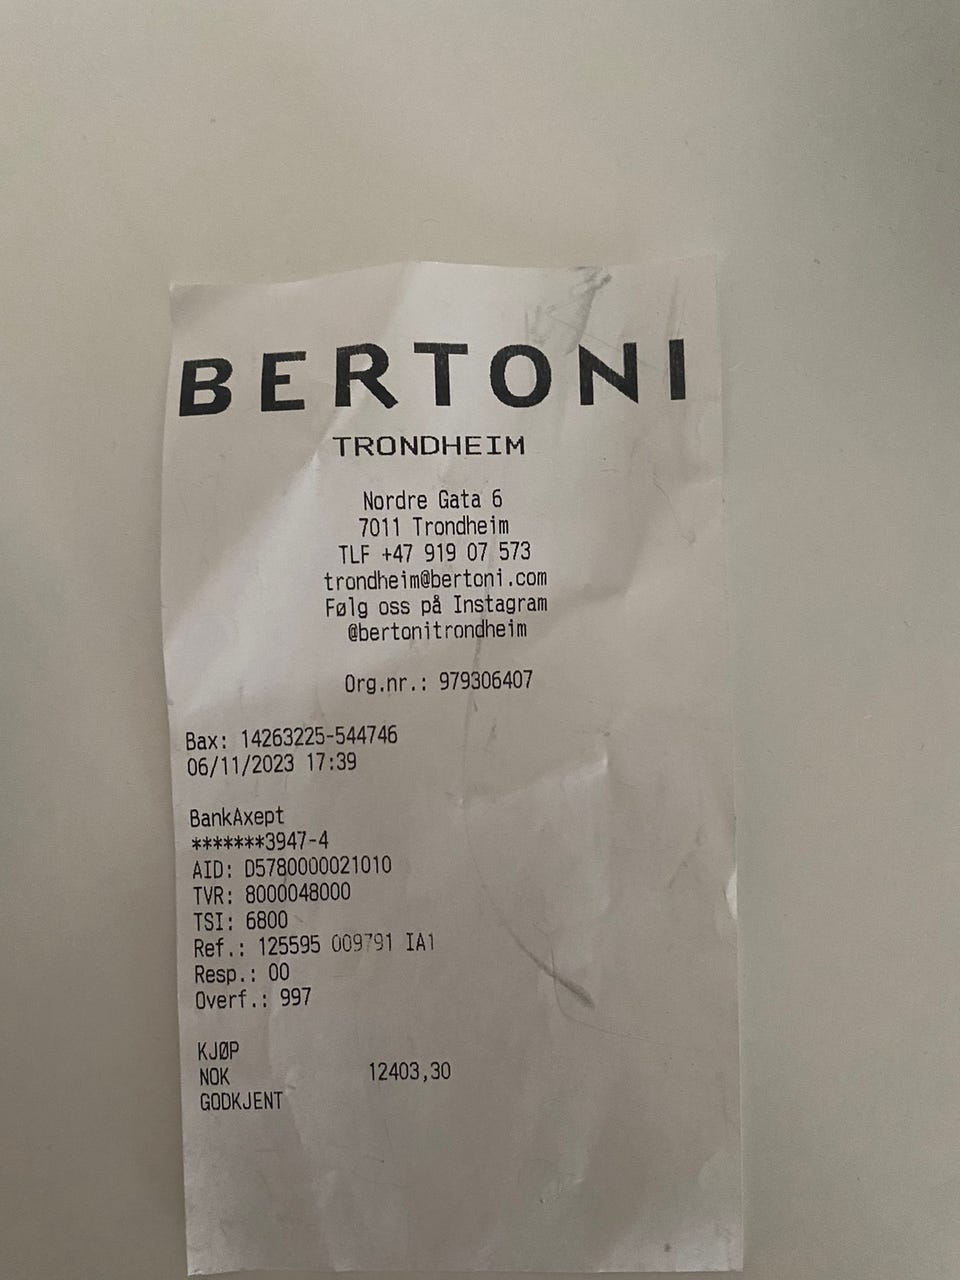 BERTONI
TRONDHEIM
Nordre Gata 6
7011 Trondheim
TLF +47 919 07 573
trondheim@bertoni.com
Følg oss på Instagram
@bertonitrondheim
Org.nr.: 979306407
Bax: 14263225-544746
06/11/2023 17:39
BankAxept
*******3947-4
AID: D5780000021010
TVR: 8000048000
TSI: 6800
Ref.: 125595 009791 IA1
Resp.: 00
Overf.: 997
KJØP
NOK 12403,30
GODKJENT